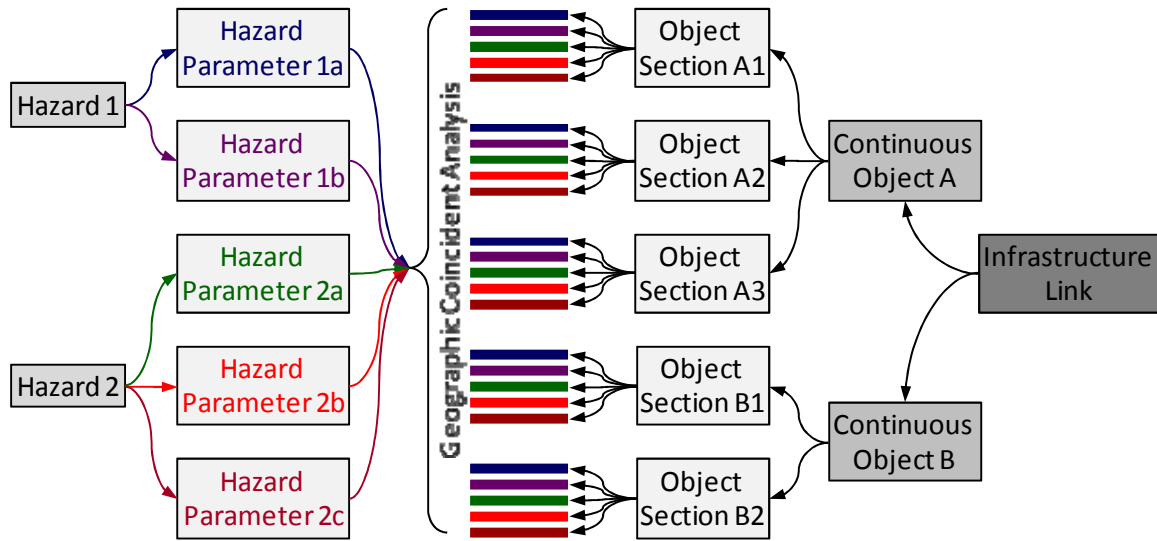 Hazard 1
Hazard 2
Hazard
Parameter 1a
Hazard
Parameter 1b
Hazard
Parameter 2a
Hazard
Parameter 2b
Hazard
Parameter 2c
Geographic Coincident Analysis
Object
Section A1
Object
Section A2
Object
Section A3
Object
Section B1
Object
Section B2
Continuous
Object A
Continuous
Object B
Infrastructure
Link